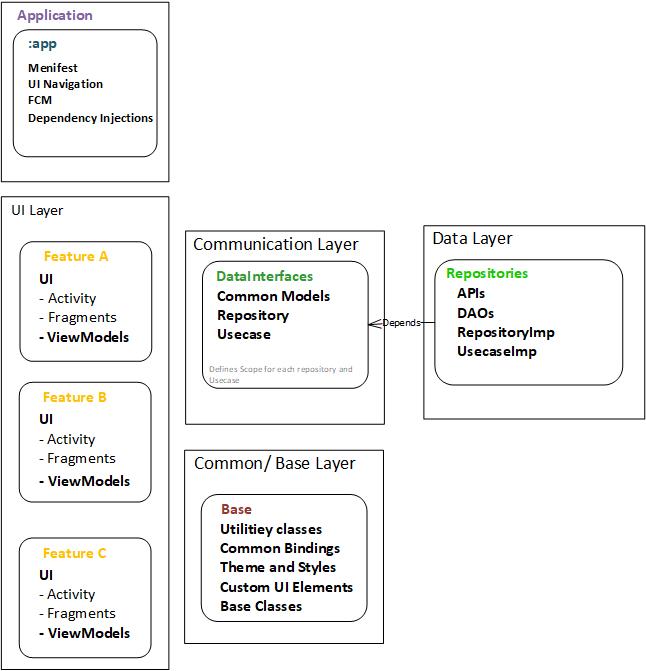 Application
:app
Menifest
UI Navigation
FCM
Dependency Injections
UI Layer
Feature A
UI
- Activity
- Fragments
- ViewModels
Feature B
UI
- Activity
- Fragments
- ViewModels
Feature C
UI
- Activity
- Fragments
- ViewModels
Communication Layer
DataInterfaces
Common Models
Repository
Usecase
Defines Scope for each repository and
Usecase
Depends
Data Layer
Repositories
APIs
DAOs
RepositoryImp
UsecaseImp
Common/ Base Layer
Base
Utilitiey classes
Common Bindings
Theme and Styles
Custom UI Elements
Base Classes